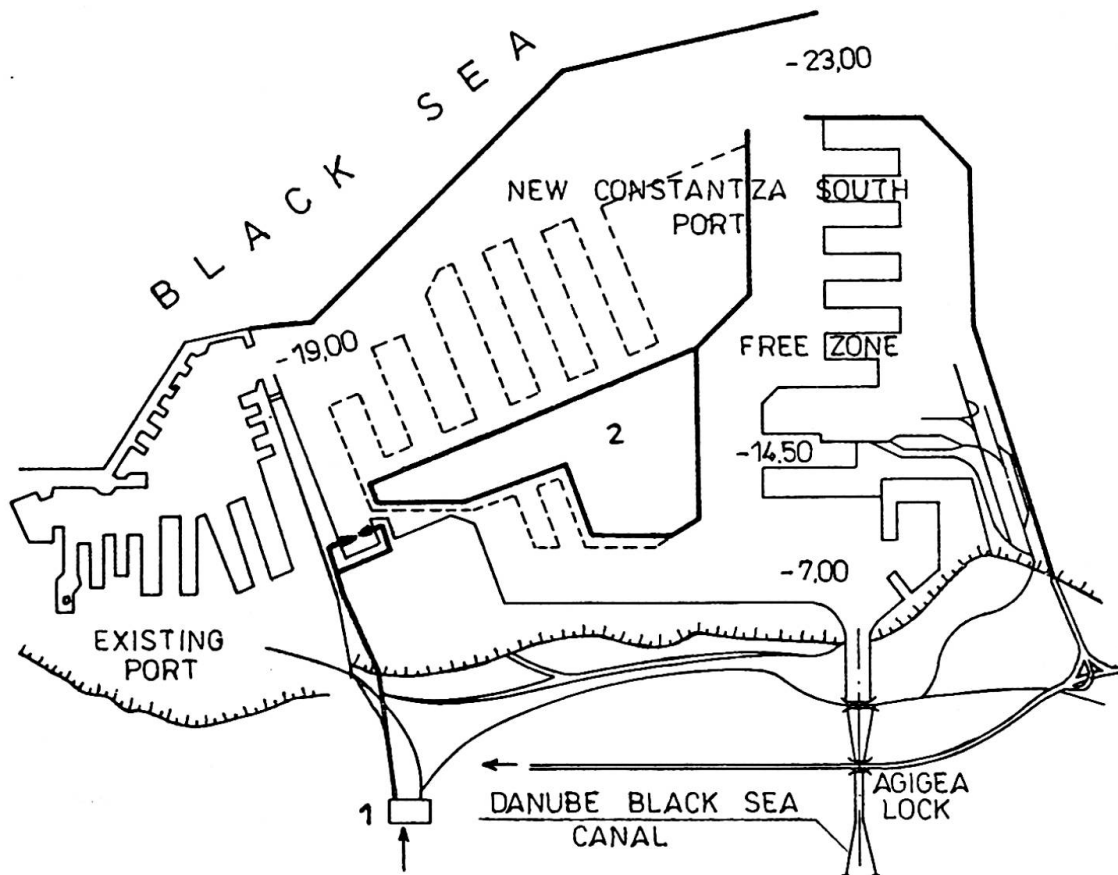 BLACK SEA
-23,00
NEW CONSTANTZA SOUTH
PORT
-19,00
FREE ZONE
2
-14.50
-7,00
EXISTING
PORT
1
AGIGEA
LOCK
DANUBE BLACK SEA
CANAL